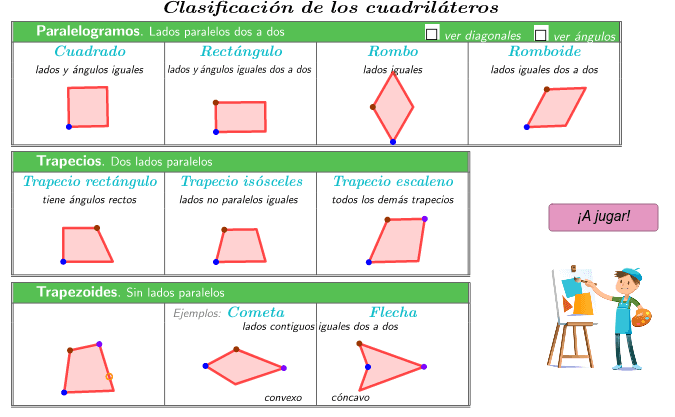 Clasificación de los cuadriláteros
Paralelogramos. Lados paralelos dos a dos
ver diagonales
ver ángulos
Cuadrado
lados y ángulos iguales
Rectángulo
lados y ángulos iguales dos a dos
Rombo
lados iguales
Romboide
lados iguales dos a dos
Trapecios. Dos lados paralelos
Trapecio rectángulo
tiene ángulos rectos
Trapecio isósceles
lados no paralelos iguales
Trapecio escaleno
todos los demás trapecios
¡A jugar!
Trapezoides. Sin lados paralelos
Ejemplos: Cometa Flecha
lados contiguos iguales dos a dos
convexo
cóncavo